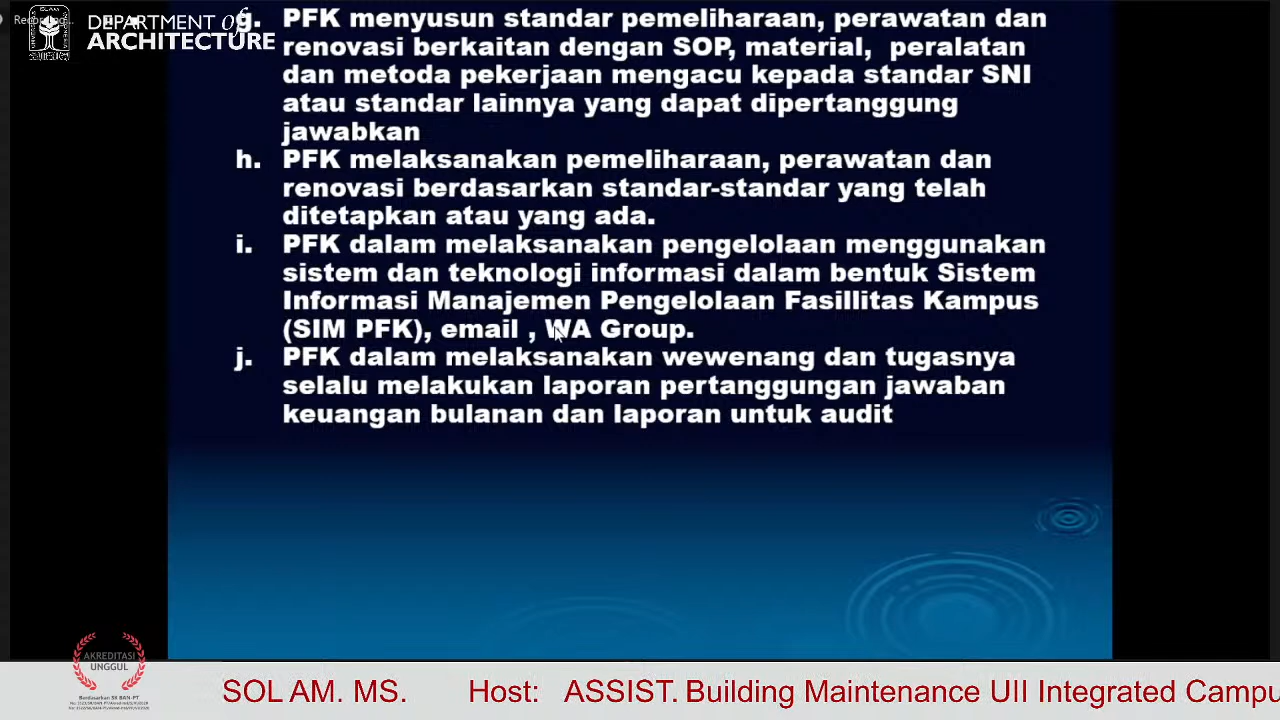 DEPARTMENT of
ARCHITECTURE
g. PFK menyusun standar pemeliharaan, perawatan dan
renovasi berkaitan dengan SOP, material, peralatan
dan metoda pekerjaan mengacu kepada standar SNI
atau standar lainnya yang dapat dipertanggung
jawabkan
h. PFK melaksanakan pemeliharaan, perawatan dan
renovasi berdasarkan standar-standar yang telah
ditetapkan atau yang ada.
i. PFK dalam melaksanakan pengelolaan menggunakan
sistem dan teknologi informasi dalam bentuk Sistem
Informasi Manajemen Pengelolaan Fasillitas Kampus
(SIM PFK), email , WA Group.
j. PFK dalam melaksanakan wewenang dan tugasnya
selalu melakukan laporan pertanggungan jawaban
keuangan bulanan dan laporan untuk audit
AKREDITASI
UNGGUL
Berdasarkan SK BAN-PT
SOL AM. MS. Host: ASSIST. Building Maintenance UII Integrated Campu